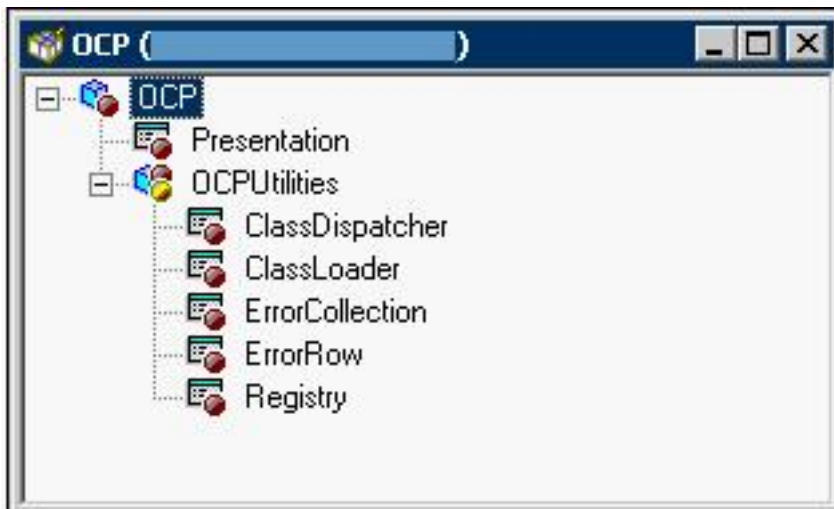 OCP ( )
OCP
Presentation
OCPUtilities
ClassDispatcher
ClassLoader
ErrorCollection
ErrorRow
Registry